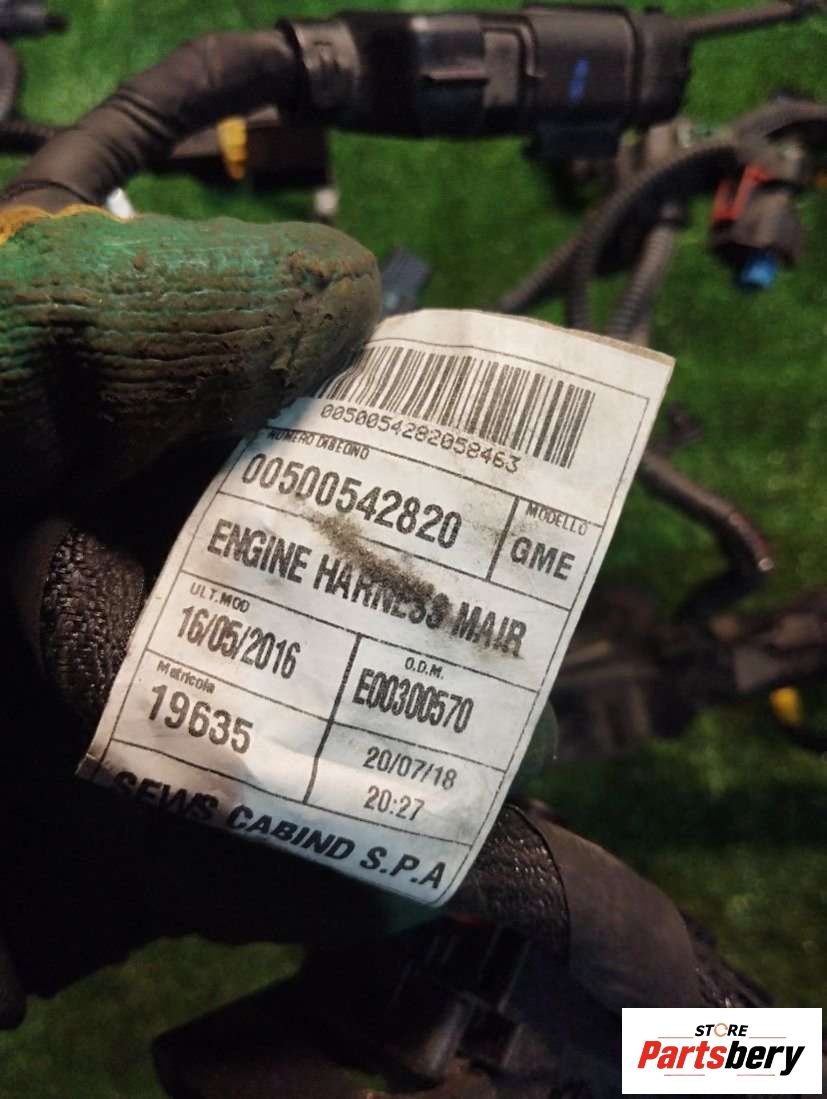 0050054282058463
NUMERO DISEGNO
00500542820
MODELLO
GME
ENGINE HARNESS MAIR
ULT.MOD
16/05/2016
O.D.M.
E00300570
Matricola
19635
20/07/18
20:27
SEWS CABIND S.P.A
STORE
Partsbery